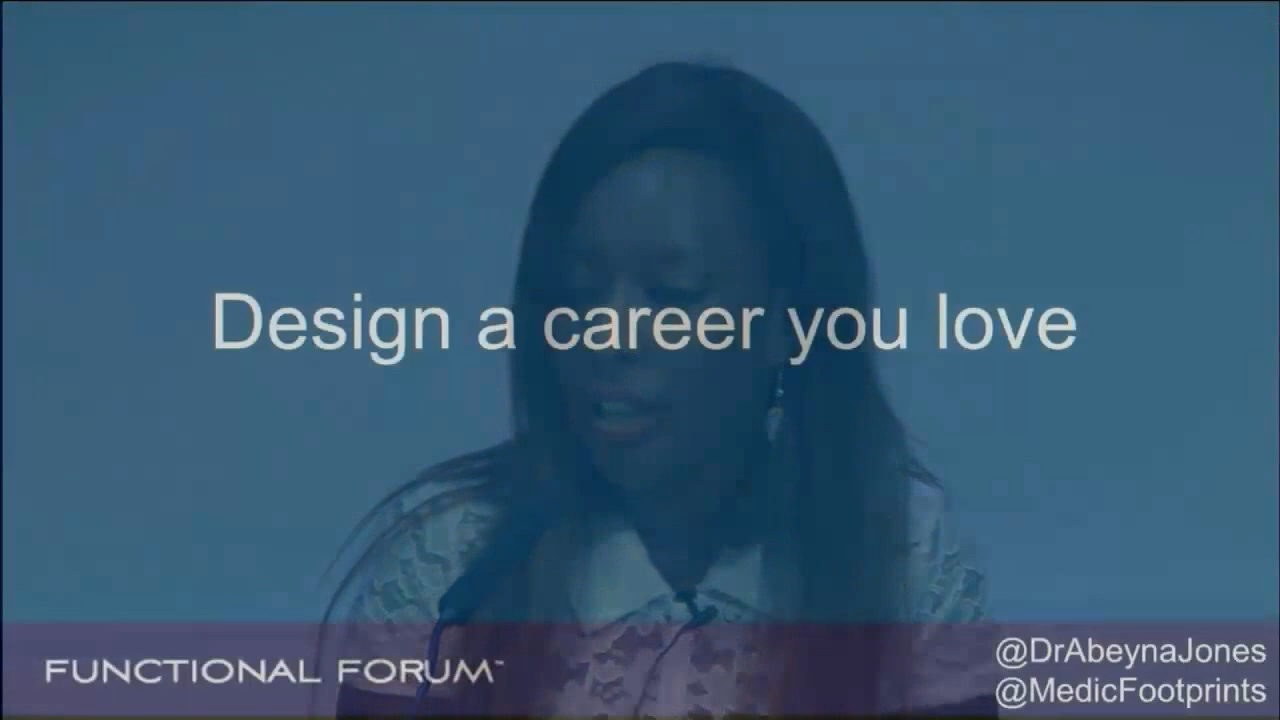 Design a career you love
FUNCTIONAL FORUM™
@DrAbeynaJones
@MedicFootprints